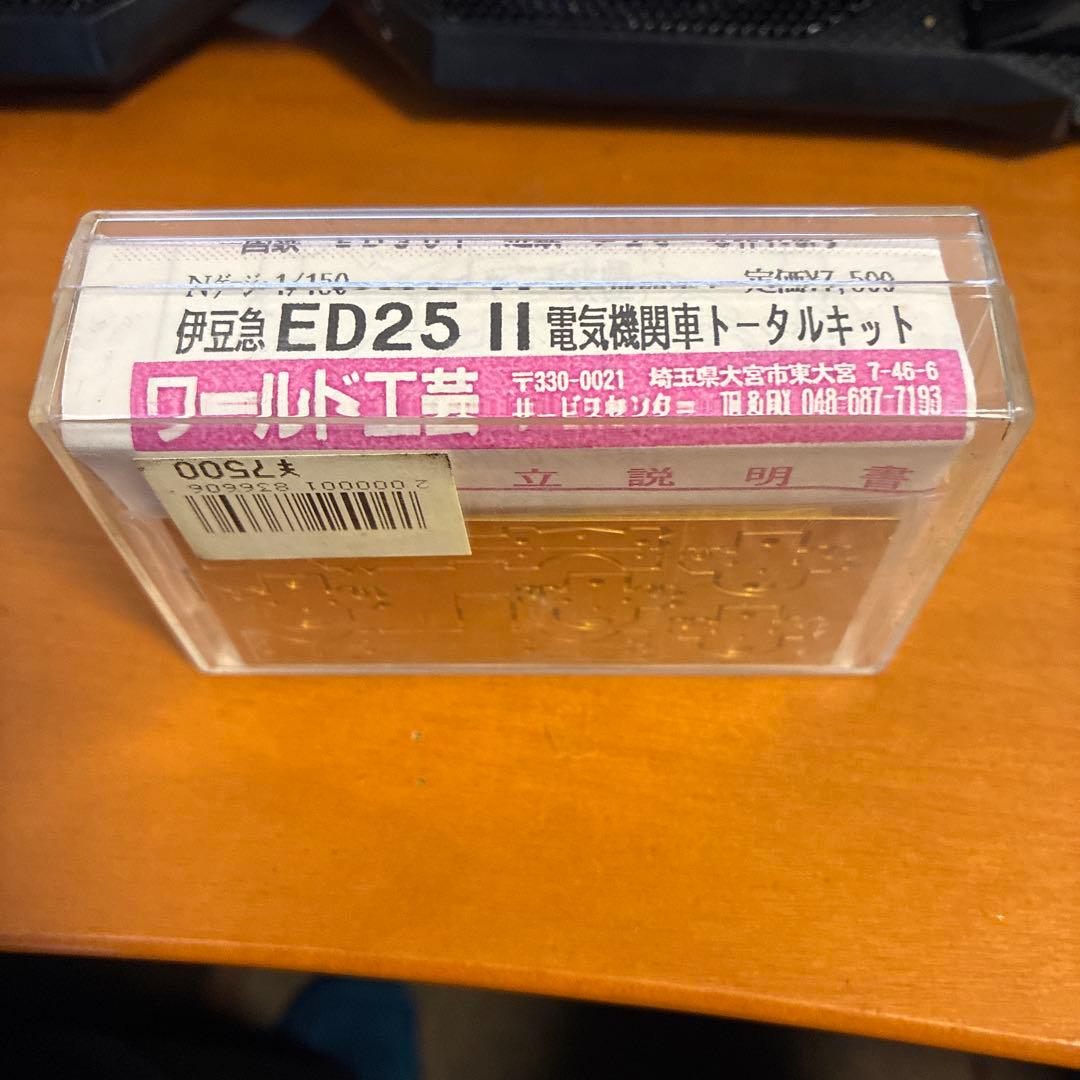 Nゲージ 1/150 定価¥7,500
伊豆急 ED25 II 電気機関車トータルキット
ワールド工芸 〒330-0021 埼玉県大宮市東大宮 7-46-6
サービスセンター TEL&FAX 048-687-7193
立説明書
¥7500
2 000001 836606